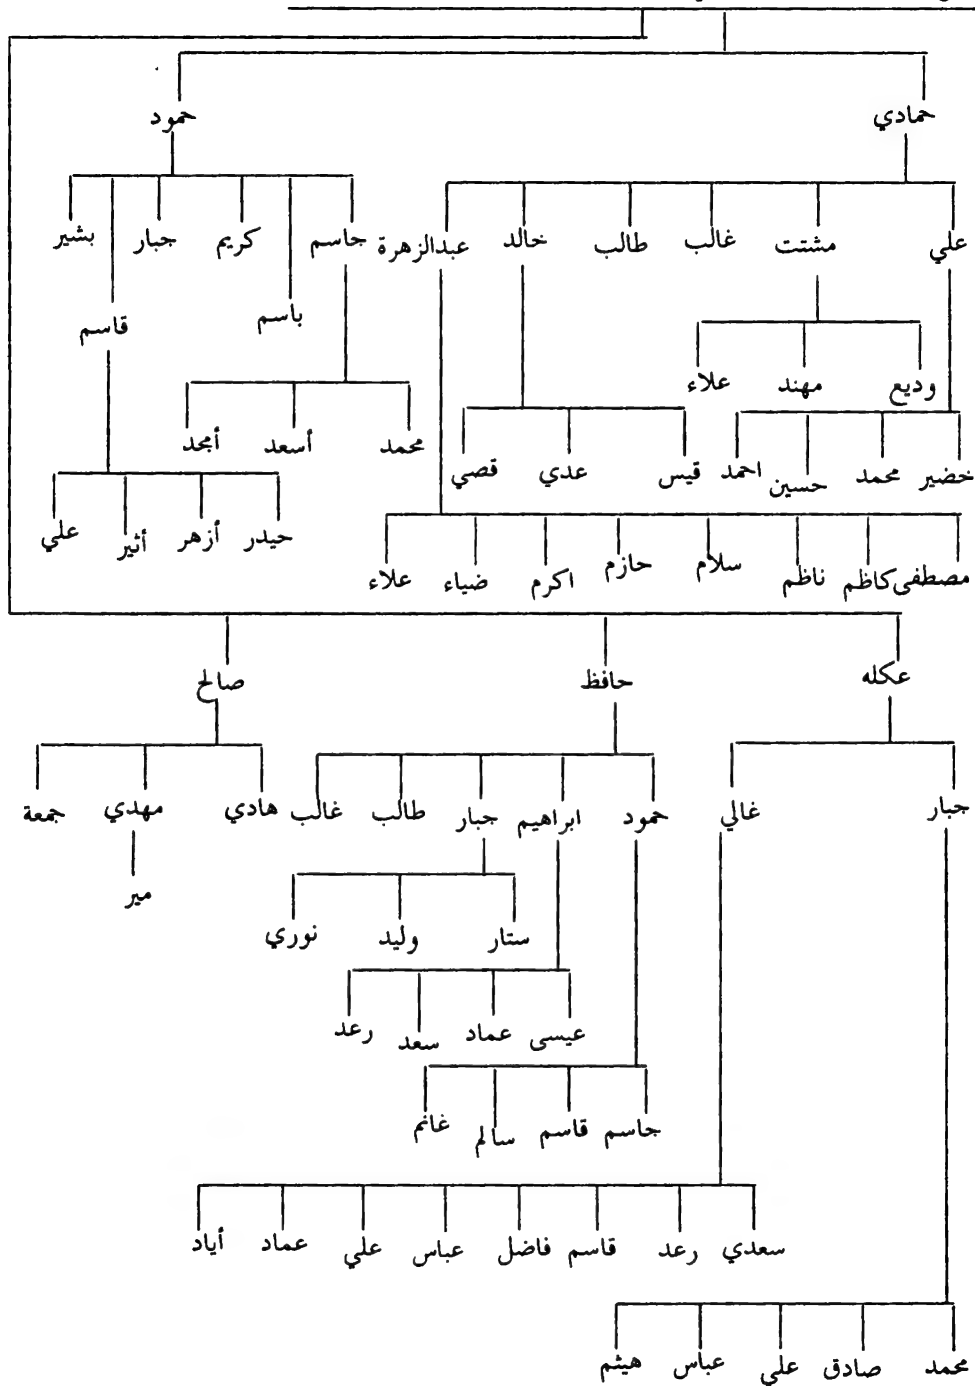 حمادي حمود
علي مشتت غالب طالب خالد عبدالزهرة جاسم كريم جبار بشير
باسم قاسم
وديع مهند علاء
محمد أسعد أمجد
خضير محمد حسين احمد قيس عدي قصي
حيدر أزهر أثير علي
مصطفى كاظم ناظم سلام حازم اكرم ضياء علاء
عكله حافظ صالح
جبار غالي حمود ابراهيم جبار طالب غالب هادي مهدي جمعة
مير
ستار وليد نوري
عيسى عماد سعد رعد
جاسم قاسم سالم غانم
سعدي رعد قاسم فاضل عباس علي عماد أياد
محمد صادق علي عباس هيثم